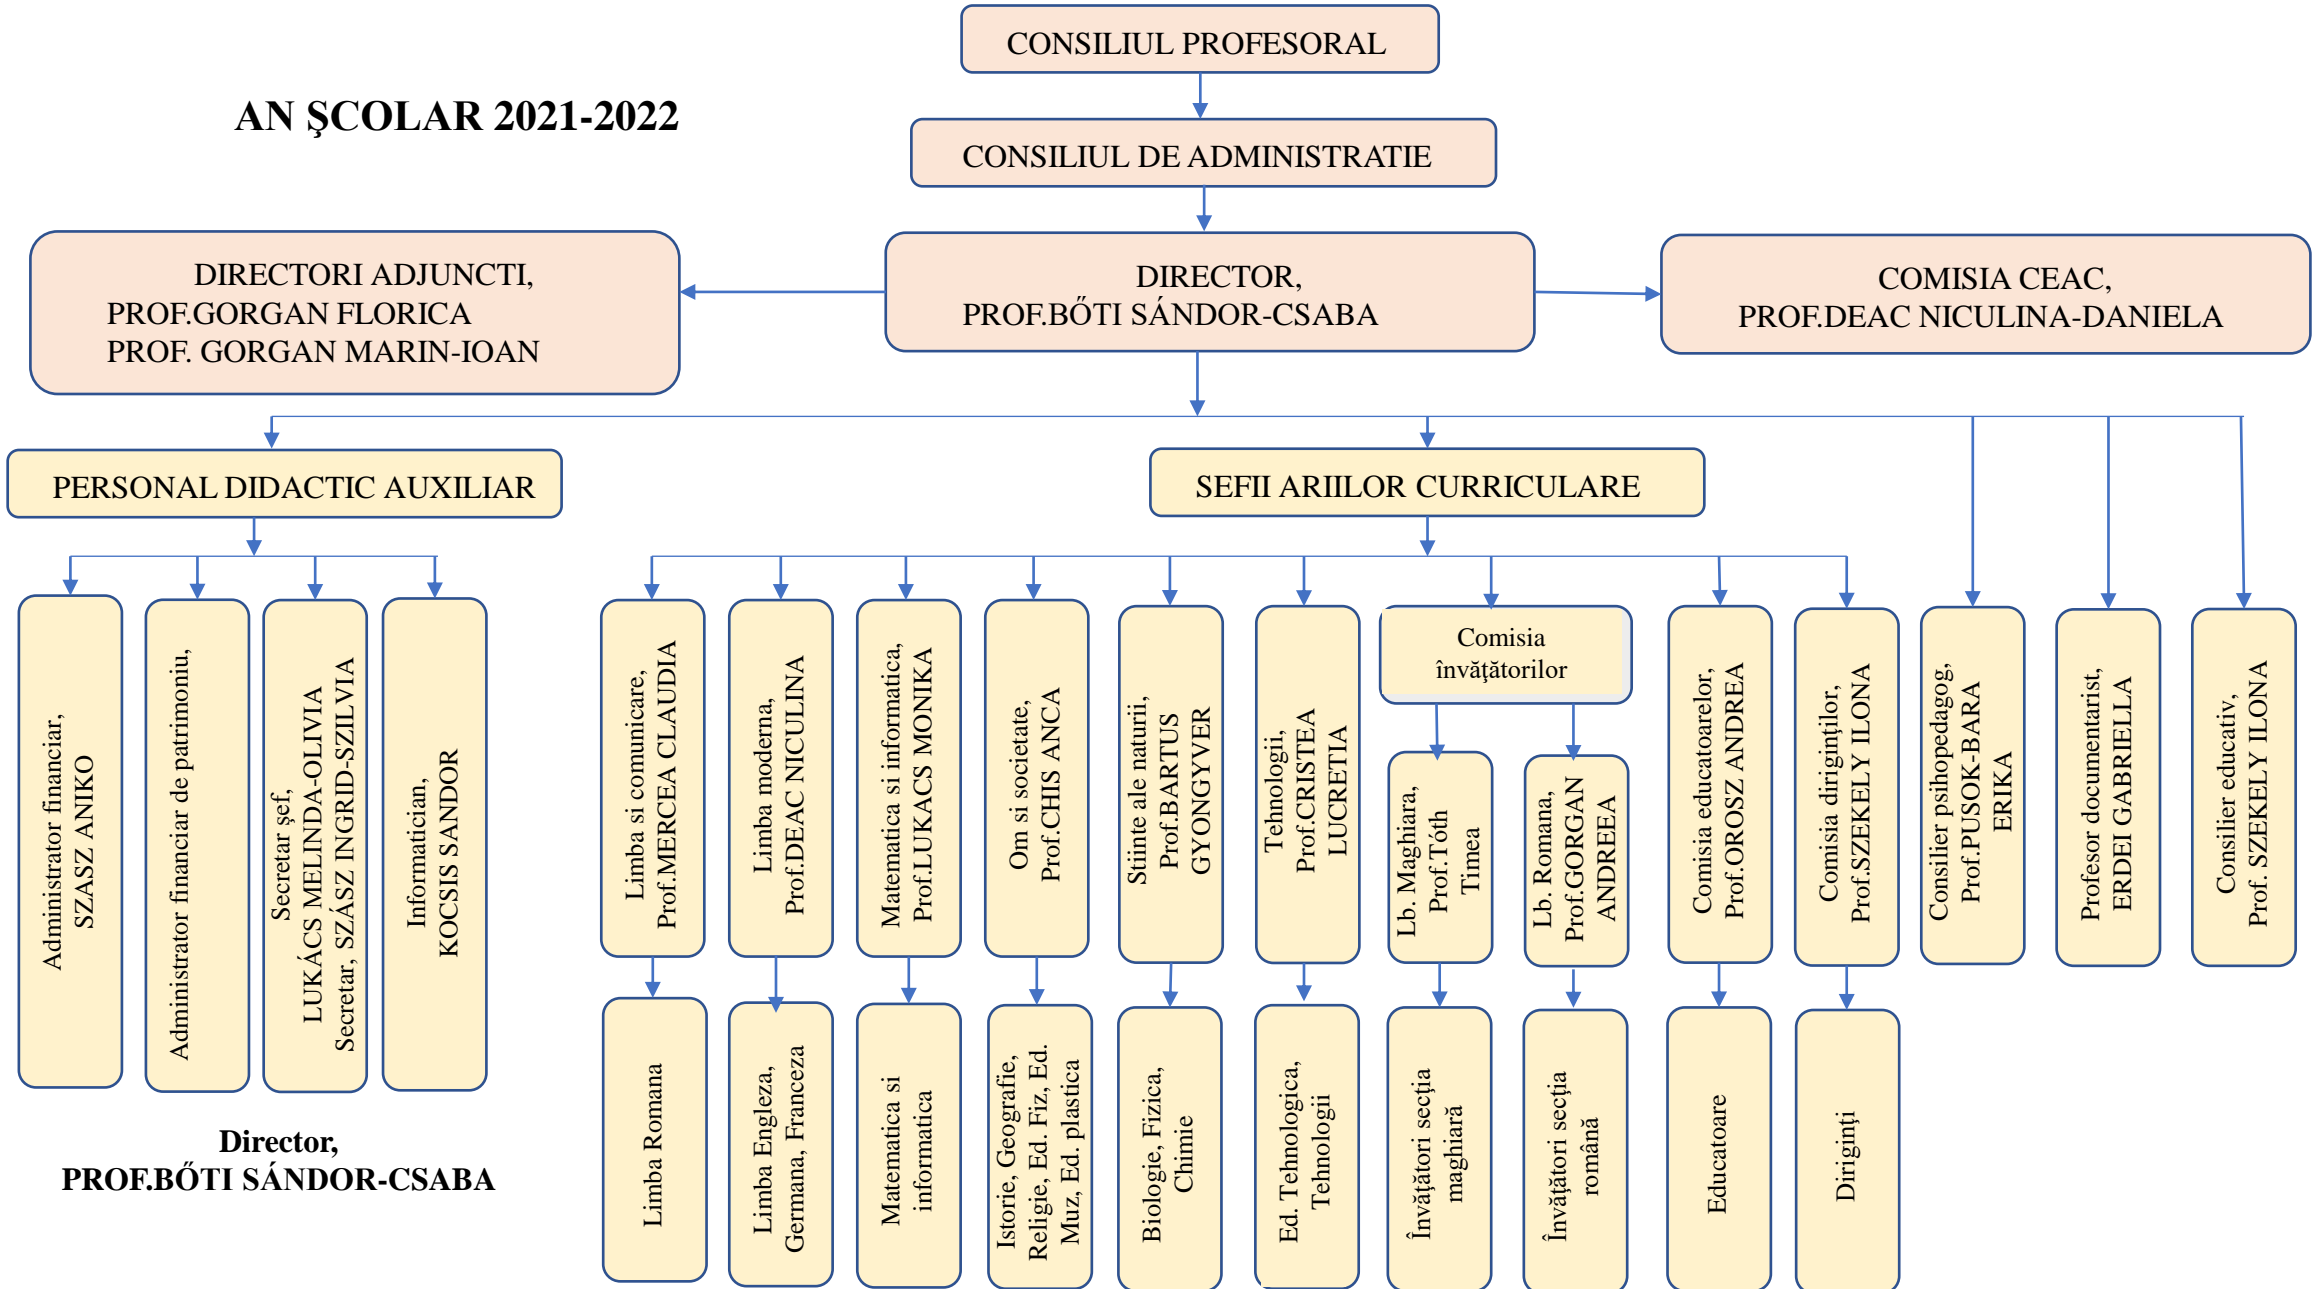 CONSILIUL PROFESORAL
AN ŞCOLAR 2021-2022
CONSILIUL DE ADMINISTRATIE
DIRECTORI ADJUNCTI,
PROF.GORGAN FLORICA
PROF. GORGAN MARIN-IOAN
DIRECTOR,
PROF.BŐTI SÁNDOR-CSABA
COMISIA CEAC,
PROF.DEAC NICULINA-DANIELA
PERSONAL DIDACTIC AUXILIAR
SEFII ARIILOR CURRICULARE
Administrator financiar,
SZASZ ANIKO
Administrator financiar de patrimoniu,
Secretar şef,
LUKÁCS MELINDA-OLIVIA
Secretar, SZÁSZ INGRID-SZILVIA
Informatician,
KOCSIS SANDOR
Limba si comunicare,
Prof.MERCEA CLAUDIA
Limba moderna,
Prof.DEAC NICULINA
Matematica si informatica,
Prof.LUKACS MONIKA
Om si societate,
Prof.CHIS ANCA
Stiinte ale naturii,
Prof.BARTUS
GYONGYVER
Tehnologii,
Prof.CRISTEA
LUCRETIA
Comisia
învăţătorilor
Lb. Maghiara,
Prof.Tóth
Timea
Lb. Romana,
Prof.GORGAN
ANDREEA
Comisia educatoarelor,
Prof.OROSZ ANDREA
Comisia diriginţilor,
Prof.SZEKELY ILONA
Consilier psihopedagog,
Prof.PUSOK-BARA
ERIKA
Profesor documentarist,
ERDEI GABRIELLA
Consilier educativ,
Prof. SZEKELY ILONA
Limba Romana
Limba Engleza,
Germana, Franceza
Matematica si
informatica
Istorie, Geografie,
Religie, Ed. Fiz, Ed.
Muz, Ed. plastica
Biologie, Fizica,
Chimie
Ed. Tehnologica,
Tehnologii
Învăţători secţia
maghiară
Învăţători secţia
română
Educatoare
Diriginţi
Director,
PROF.BŐTI SÁNDOR-CSABA